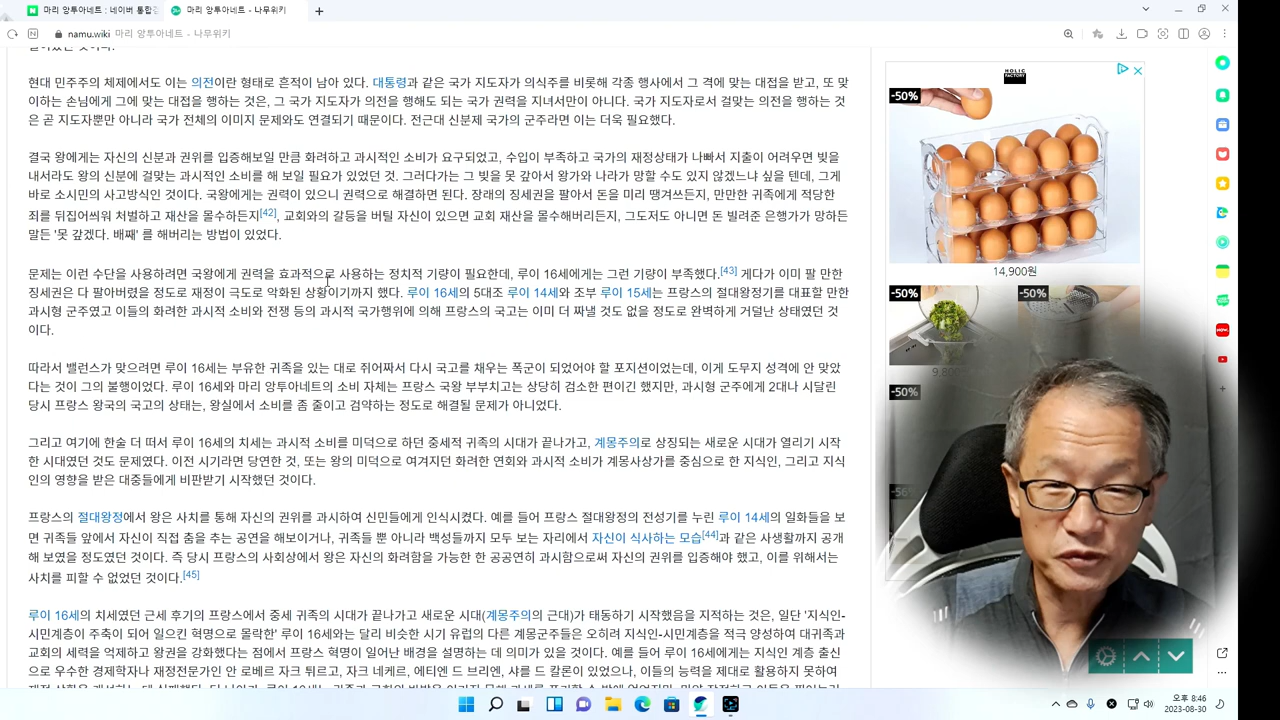 마리 앙투아네트 : 네이버 통합검
마리 앙투아네트 - 나무위키
namu.wiki 마리 앙투아네트 - 나무위키
현대 민주주의 체제에서도 이는 의전이란 형태로 흔적이 남아 있다. 대통령과 같은 국가 지도자가 의식주를 비롯해 각종 행사에서 그 격에 맞는 대접을 받고, 또 맞
이하는 손님에게 그에 맞는 대접을 행하는 것은, 그 국가 지도자가 의전을 행해도 되는 국가 권력을 지녀서만이 아니다. 국가 지도자로서 걸맞는 의전을 행하는 것
은 곧 지도자뿐만 아니라 국가 전체의 이미지 문제와도 연결되기 때문이다. 전근대 신분제 국가의 군주라면 이는 더욱 필요했다.
결국 왕에게는 자신의 신분과 권위를 입증해보일 만큼 화려하고 과시적인 소비가 요구되었고, 수입이 부족하고 국가의 재정상태가 나빠서 지출이 어려우면 빚을
내서라도 왕의 신분에 걸맞는 과시적인 소비를 해 보일 필요가 있었던 것. 그러다가는 그 빚을 못 갚아서 왕가와 나라가 망할 수도 있지 않겠느냐 싶을 텐데, 그게
바로 소시민의 사고방식인 것이다. 국왕에게는 권력이 있으니 권력으로 해결하면 된다. 장래의 징세권을 팔아서 돈을 미리 땡겨쓰든지, 만만한 귀족에게 적당한
죄를 뒤집어씌워 처벌하고 재산을 몰수하든지[42], 교회와의 갈등을 버틸 자신이 있으면 교회 재산을 몰수해버리든지, 그도저도 아니면 돈 빌려준 은행가가 망하든
말든 '못 갚겠다. 배째' 를 해버리는 방법이 있었다.
문제는 이런 수단을 사용하려면 국왕에게 권력을 효과적으로 사용하는 정치적 기량이 필요한데, 루이 16세에게는 그런 기량이 부족했다.[43] 게다가 이미 팔 만한
징세권은 다 팔아버렸을 정도로 재정이 극도로 악화된 상황이기까지 했다. 루이 16세의 5대조 루이 14세와 조부 루이 15세는 프랑스의 절대왕정기를 대표할 만한
과시형 군주였고 이들의 화려한 과시적 소비와 전쟁 등의 과시적 국가행위에 의해 프랑스의 국고는 이미 더 짜낼 것도 없을 정도로 완벽하게 거덜난 상태였던 것
이다.
따라서 밸런스가 맞으려면 루이 16세는 부유한 귀족을 있는 대로 쥐어짜서 다시 국고를 채우는 폭군이 되었어야 할 포지션이었는데, 이게 도무지 성격에 안 맞았
다는 것이 그의 불행이었다. 루이 16세와 마리 앙투아네트의 소비 자체는 프랑스 국왕 부부치고는 상당히 검소한 편이긴 했지만, 과시형 군주에게 2대나 시달린
당시 프랑스 왕국의 국고의 상태는, 왕실에서 소비를 좀 줄이고 검약하는 정도로 해결될 문제가 아니었다.
그리고 여기에 한술 더 떠서 루이 16세의 치세는 과시적 소비를 미덕으로 하던 중세적 귀족의 시대가 끝나가고, 계몽주의로 상징되는 새로운 시대가 열리기 시작
한 시대였던 것도 문제였다. 이전 시기라면 당연한 것, 또는 왕의 미덕으로 여겨지던 화려한 연회와 과시적 소비가 계몽사상가를 중심으로 한 지식인, 그리고 지식
인의 영향을 받은 대중들에게 비판받기 시작했던 것이다.
프랑스의 절대왕정에서 왕은 사치를 통해 자신의 권위를 과시하여 신민들에게 인식시켰다. 예를 들어 프랑스 절대왕정의 전성기를 누린 루이 14세의 일화들을 보
면 귀족들 앞에서 자신이 직접 춤을 추는 공연을 해보이거나, 귀족들 뿐 아니라 백성들까지 모두 보는 자리에서 자신이 식사하는 모습[44]과 같은 사생활까지 공개
해 보였을 정도였던 것이다. 즉 당시 프랑스의 사회상에서 왕은 자신의 화려함을 가능한 한 공공연히 과시함으로써 자신의 권위를 입증해야 했고, 이를 위해서는
사치를 피할 수 없었던 것이다.[45]
루이 16세의 치세였던 근세 후기의 프랑스에서 중세 귀족의 시대가 끝나가고 새로운 시대(계몽주의의 근대)가 태동하기 시작했음을 지적하는 것은, 일단 '지식인-
시민계층이 주축이 되어 일으킨 혁명으로 몰락한' 루이 16세와는 달리 비슷한 시기 유럽의 다른 계몽군주들은 오히려 지식인-시민계층을 적극 양성하여 대귀족과
교회의 세력을 억제하고 왕권을 강화했다는 점에서 프랑스 혁명이 일어난 배경을 설명하는 데 의미가 있을 것이다. 예를 들어 루이 16세에게는 지식인 계층 출신
으로 우수한 경제학자나 재정전문가인 안 로베르 자크 튀르고, 자크 네케르, 에티엔 드 브리엔, 샤를 드 칼론이 있었으나, 이들의 능력을 제대로 활용하지 못하여
HOLIC
FACTORY
-50%
14,900원
-50%
-50%
9,800
-50%
오후 8:46
2023-08-30